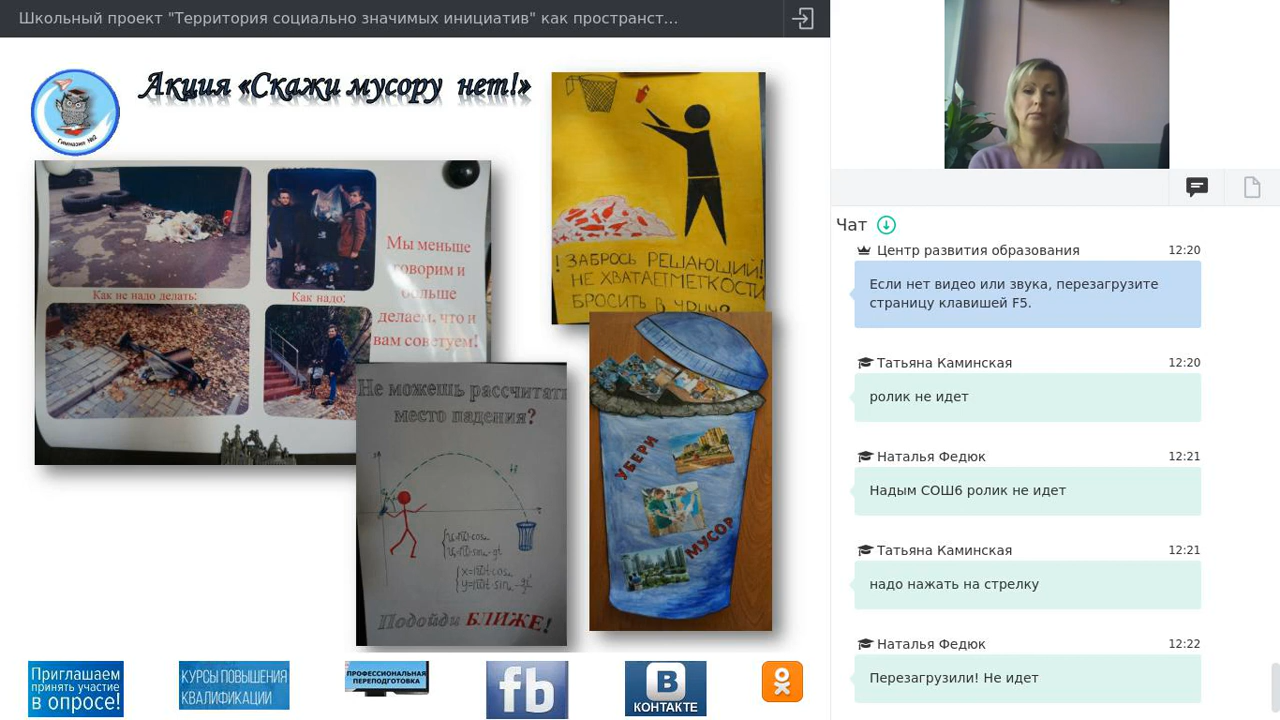 Школьный проект "Территория социально значимых инициатив" как пространст...
Акция «Скажи мусору нет!»
Гимназия №2
Как не надо делать:
Как надо:
Мы меньше
говорим и
больше
делаем, что и
вам советуем!
! ЗАБРОСЬ РЕШАЮЩИЙ!
НЕ ХВАТАЕТ МЕТКОСТИ
БРОСИТЬ В УРНУ?
Не можешь рассчитать
место падения?
Подойди БЛИЖЕ!
УБЕРИ
МУСОР
Приглашаем
принять участие
в опросе!
КУРСЫ ПОВЫШЕНИЯ
КВАЛИФИКАЦИИ
ПРОФЕССИОНАЛЬНАЯ
ПЕРЕПОДГОТОВКА
fb
В
КОНТАКТЕ
Чат
Центр развития образования 12:20
Если нет видео или звука, перезагрузите
страницу клавишей F5.
Татьяна Каминская 12:20
ролик не идет
Наталья Федюк 12:21
Надым СОШ6 ролик не идет
Татьяна Каминская 12:21
надо нажать на стрелку
Наталья Федюк 12:22
Перезагрузили! Не идет